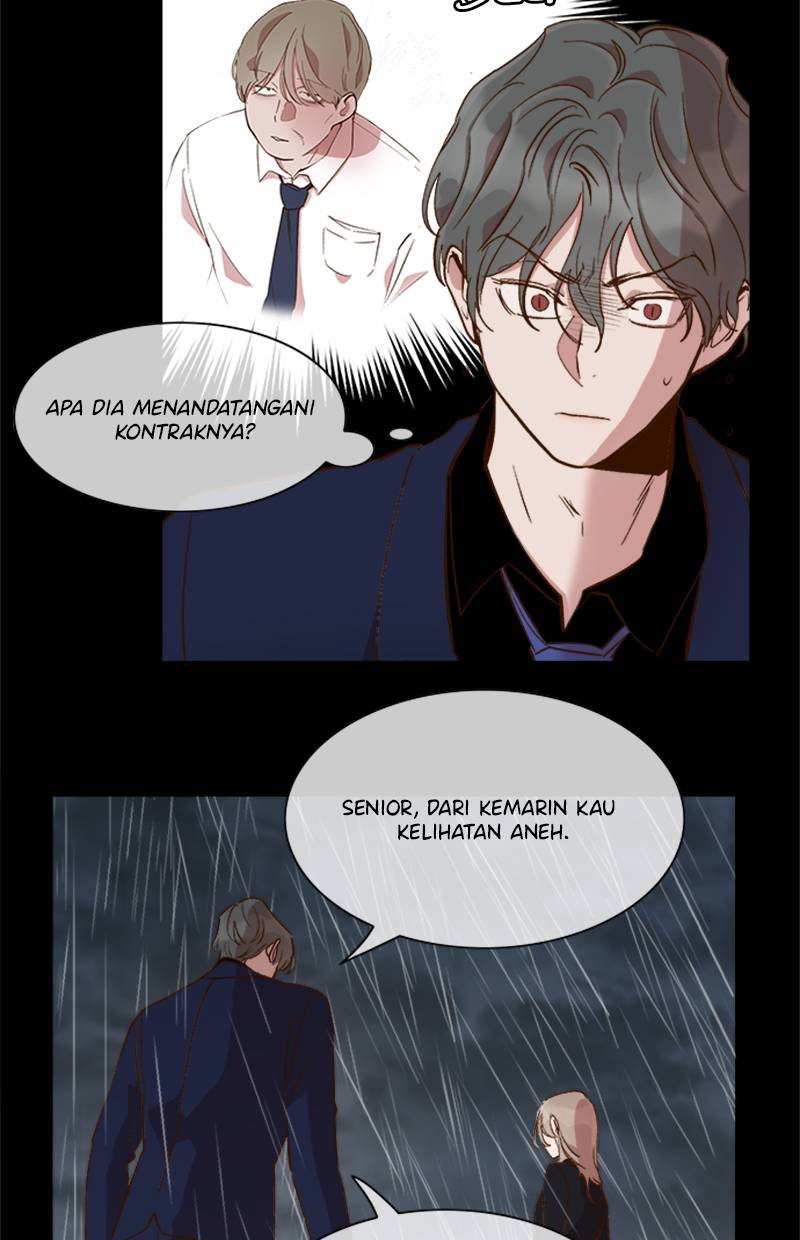 APA DIA MENANDATANGANI
KONTRAKNYA?
SENIOR, DARI KEMARIN KAU
KELIHATAN ANEH.